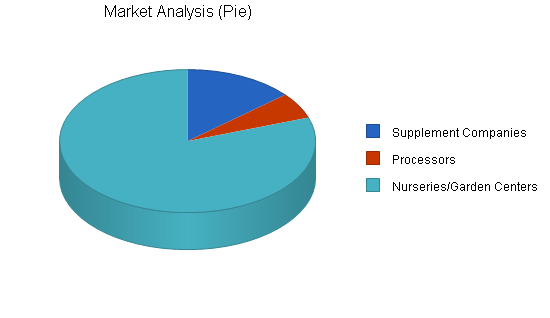 Market Analysis (Pie)
Supplement Companies
Processors
Nurseries/Garden Centers